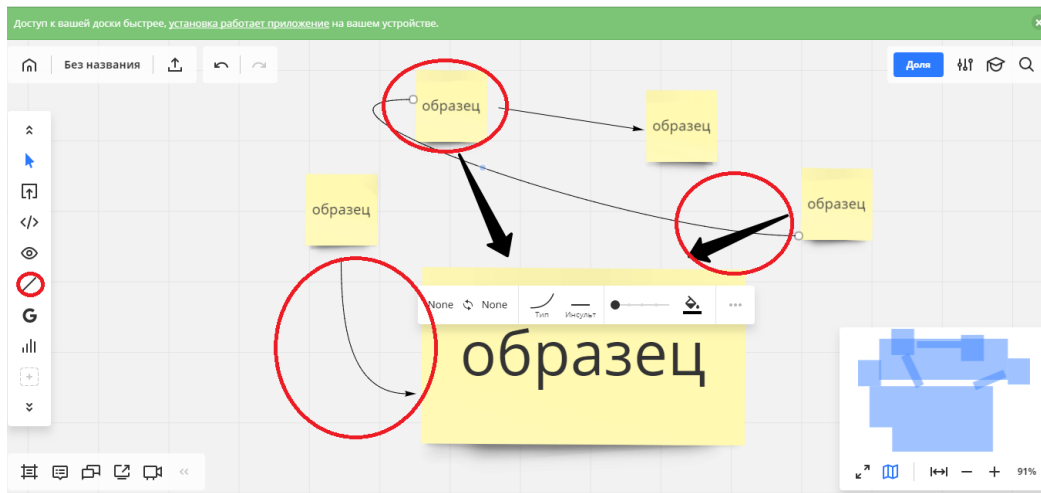 Доступ к вашей доски быстрее, установка работает приложение на вашем устройстве.
Без названия
Доля
образец
образец
образец
образец
None None Тип Инсульт
образец
G
91%